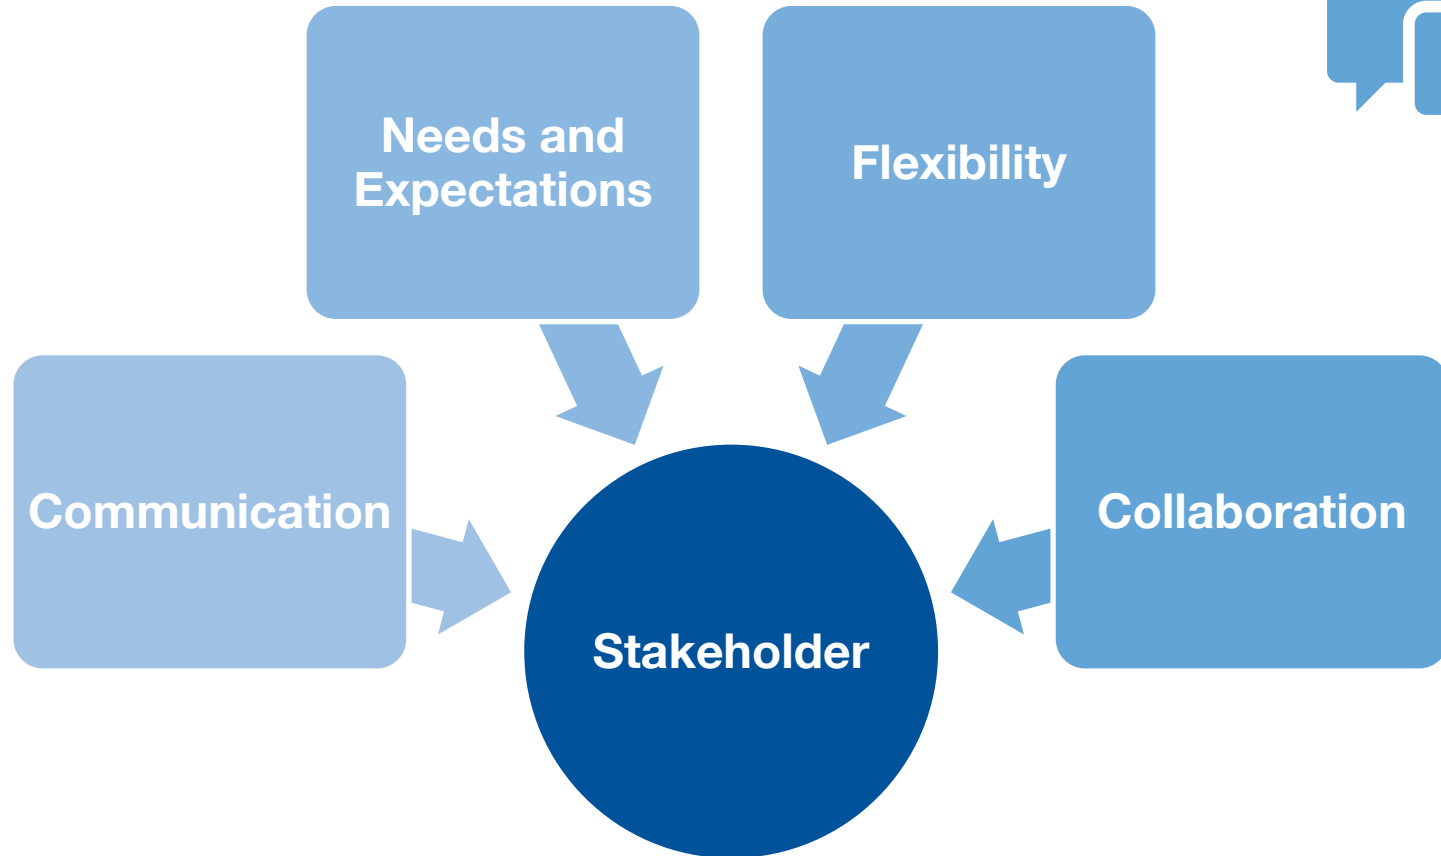 Needs and
Expectations
Flexibility
Communication
Collaboration
Stakeholder